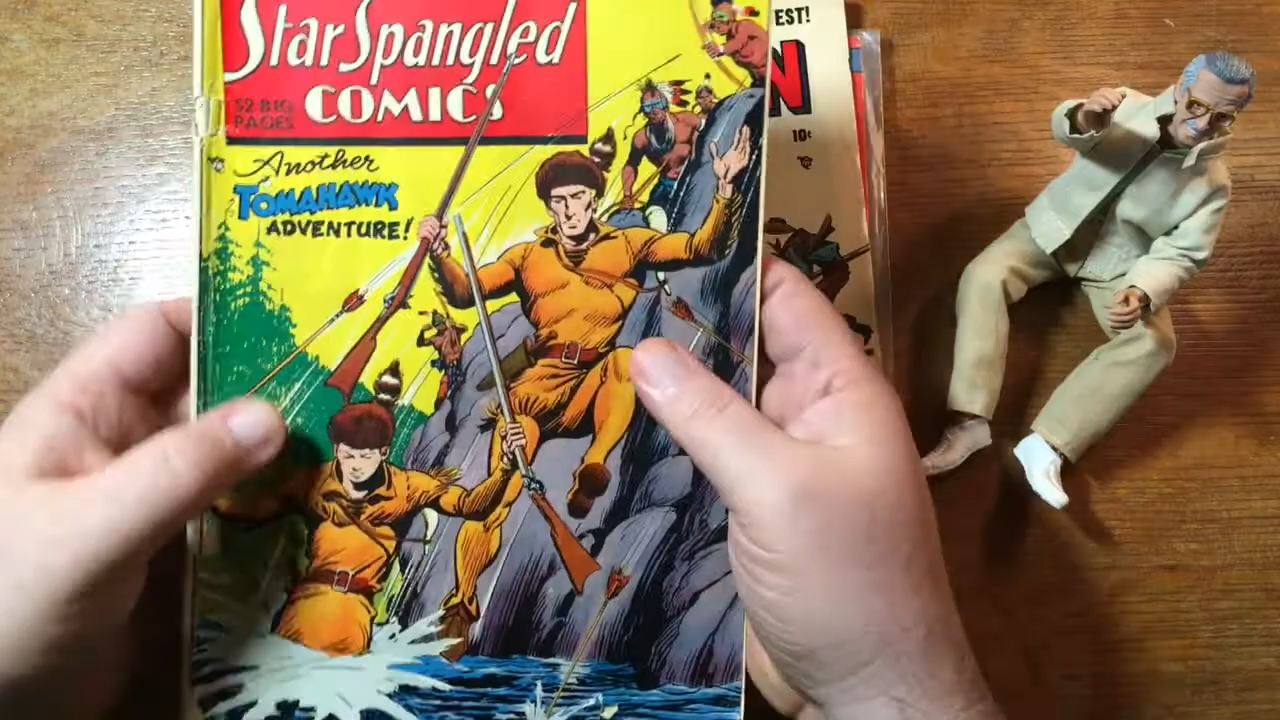 Star Spangled
COMICS
52 BIG
PAGES
Another
TOMAHAWK
ADVENTURE!
EST!
N
10¢